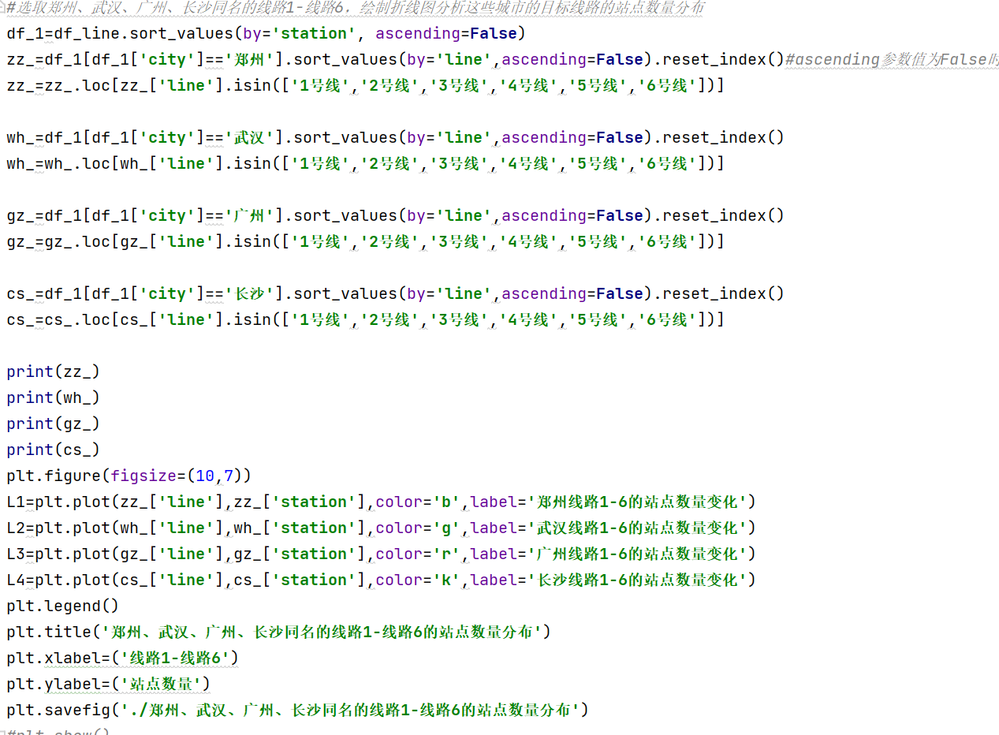 #选取郑州、武汉、广州、长沙同名的线路1-线路6，绘制折线图分析这些城市的目标线路的站点数量分布
df_1=df_line.sort_values(by='station', ascending=False)
zz_=df_1[df_1['city']=='郑州'].sort_values(by='line',ascending=False).reset_index()#ascending参数值为False时
zz_=zz_.loc[zz_['line'].isin(['1号线','2号线','3号线','4号线','5号线','6号线'])]
wh_=df_1[df_1['city']=='武汉'].sort_values(by='line',ascending=False).reset_index()
wh_=wh_.loc[wh_['line'].isin(['1号线','2号线','3号线','4号线','5号线','6号线'])]
gz_=df_1[df_1['city']=='广州'].sort_values(by='line',ascending=False).reset_index()
gz_=gz_.loc[gz_['line'].isin(['1号线','2号线','3号线','4号线','5号线','6号线'])]
cs_=df_1[df_1['city']=='长沙'].sort_values(by='line',ascending=False).reset_index()
cs_=cs_.loc[cs_['line'].isin(['1号线','2号线','3号线','4号线','5号线','6号线'])]
print(zz_)
print(wh_)
print(gz_)
print(cs_)
plt.figure(figsize=(10,7))
L1=plt.plot(zz_['line'],zz_['station'],color='b',label='郑州线路1-6的站点数量变化')
L2=plt.plot(wh_['line'],wh_['station'],color='g',label='武汉线路1-6的站点数量变化')
L3=plt.plot(gz_['line'],gz_['station'],color='r',label='广州线路1-6的站点数量变化')
L4=plt.plot(cs_['line'],cs_['station'],color='k',label='长沙线路1-6的站点数量变化')
plt.legend()
plt.title('郑州、武汉、广州、长沙同名的线路1-线路6的站点数量分布')
plt.xlabel=('线路1-线路6')
plt.ylabel=('站点数量')
plt.savefig('./郑州、武汉、广州、长沙同名的线路1-线路6的站点数量分布')
#plt.show()